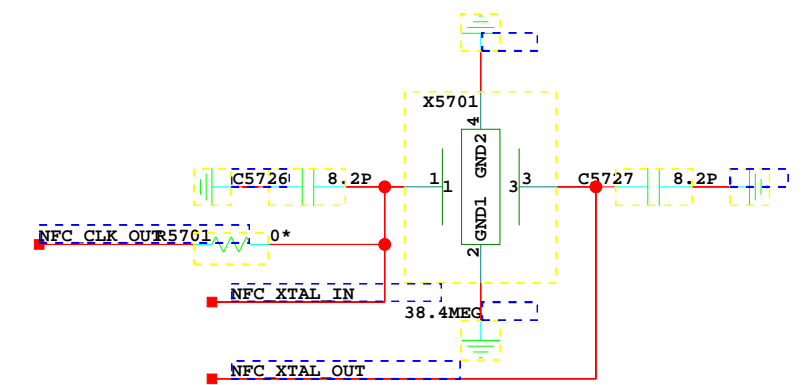 X5701
4
GND2
C5726 8.2P
1 1
3 3
C5727 8.2P
GND1
2
NFC_CLK_OUT R5701 0*
NFC_XTAL_IN
38.4MEG
NFC_XTAL_OUT